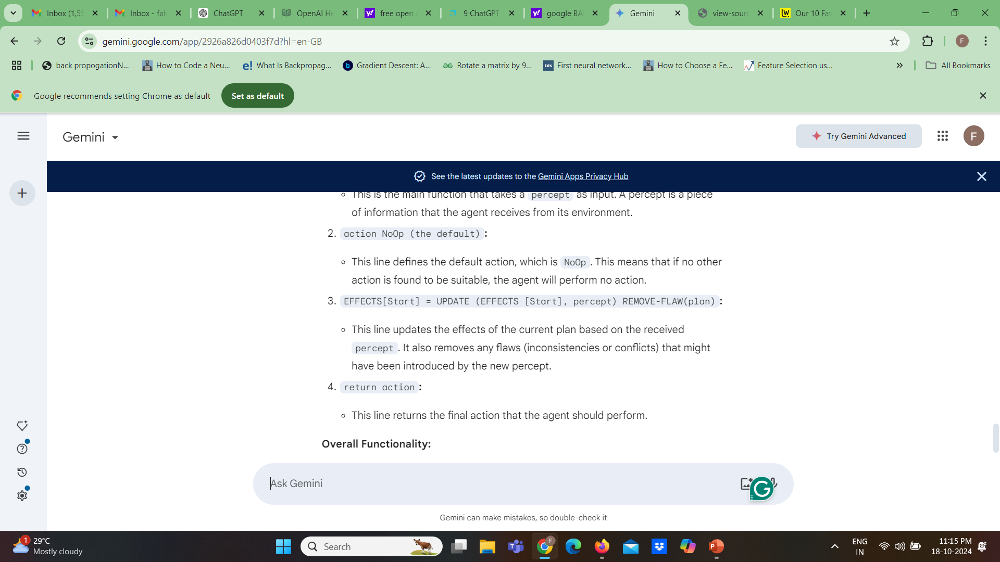 Inbox (1,55
Inbox - fah
ChatGPT
OpenAI He
free open A
9 ChatGPT
google BA
Gemini
view-sourc
Our 10 Fav
gemini.google.com/app/2926a826d0403f7d?hl=en-GB
F
back propogationN...
How to Code a Neu...
e! What Is Backpropag...
b Gradient Descent: A...
Rotate a matrix by 9...
tds First neural network...
How to Choose a Fe...
Feature Selection us...
All Bookmarks
Google recommends setting Chrome as default
Set as default
Gemini
Try Gemini Advanced
F
See the latest updates to the Gemini Apps Privacy Hub
This is the main function that takes a percept as input. A percept is a piece
of information that the agent receives from its environment.
2. action NoOp (the default) :
This line defines the default action, which is NoOp . This means that if no other
action is found to be suitable, the agent will perform no action.
3. EFFECTS[Start] = UPDATE (EFFECTS [Start], percept) REMOVE-FLAW(plan) :
This line updates the effects of the current plan based on the received
percept . It also removes any flaws (inconsistencies or conflicts) that might
have been introduced by the new percept.
4. return action :
This line returns the final action that the agent should perform.
Overall Functionality:
Ask Gemini
G
Gemini can make mistakes, so double-check it
1
29°C
Mostly cloudy
Search
F
ENG
IN
11:15 PM
18-10-2024